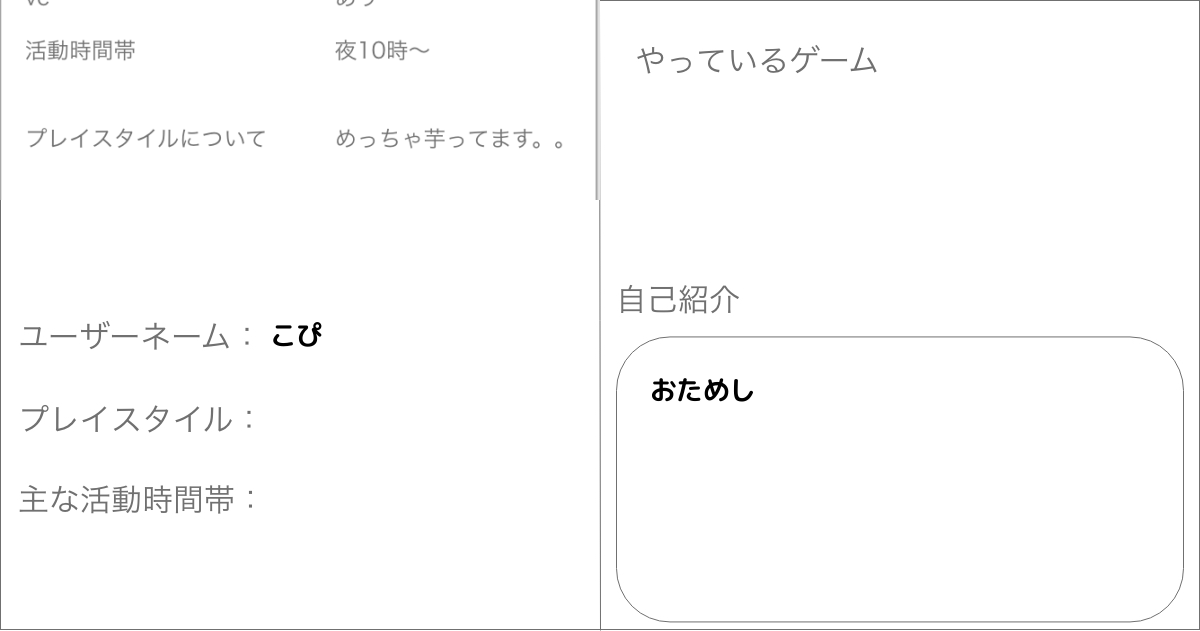 活動時間帯 夜10時〜
プレイスタイルについて めっちゃ芋ってます。。
ユーザーネーム： こぴ
プレイスタイル：
主な活動時間帯：
やっているゲーム
自己紹介
おためし